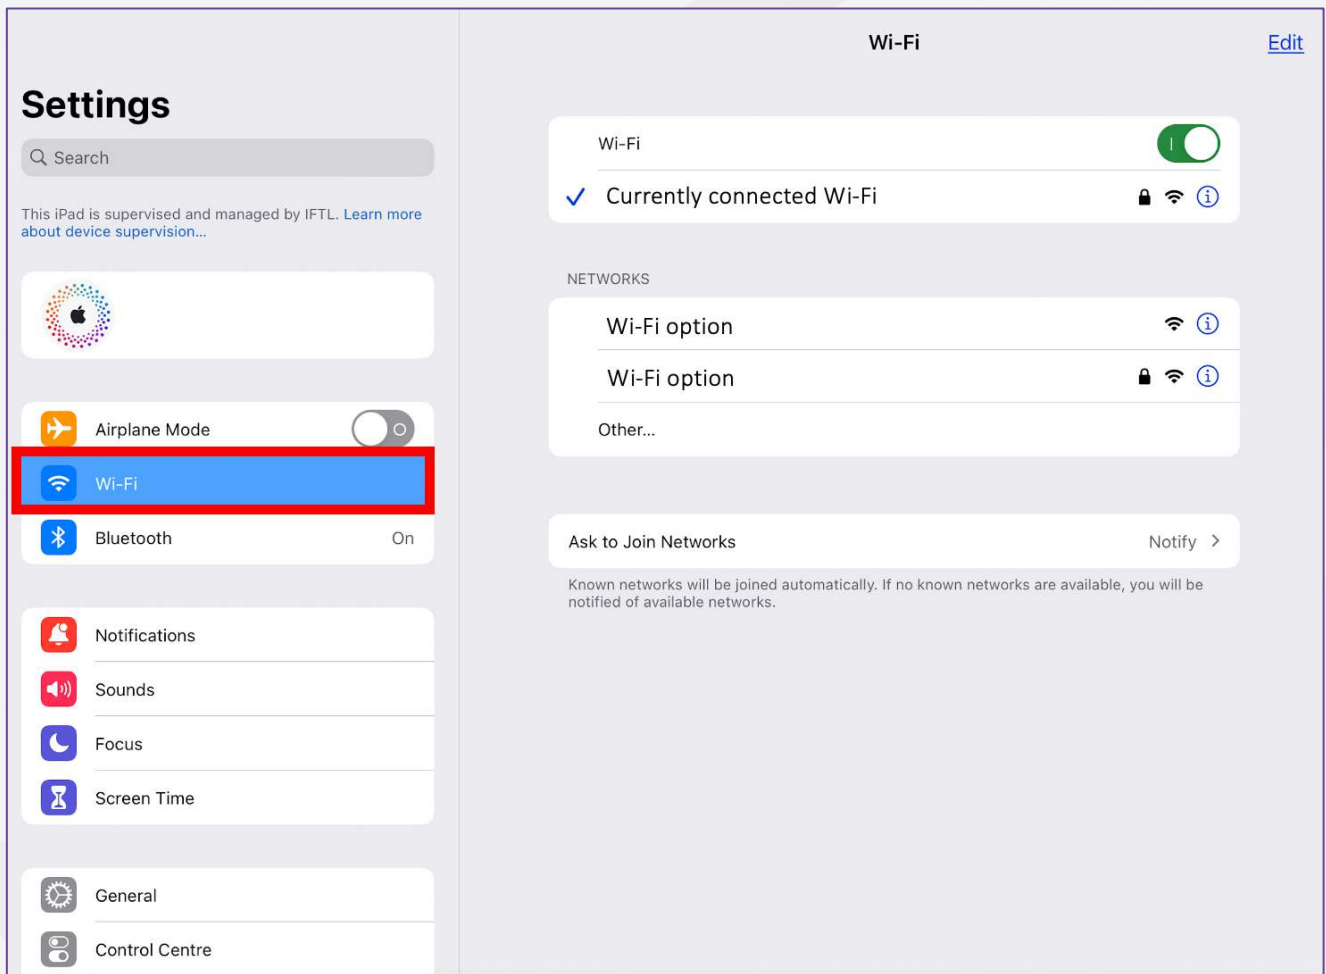 Settings
Search
This iPad is supervised and managed by IFTL. Learn more
about device supervision...
Airplane Mode
Wi-Fi
Bluetooth On
Notifications
Sounds
Focus
Screen Time
General
Control Centre
Wi-Fi
Edit
Wi-Fi
Currently connected Wi-Fi
NETWORKS
Wi-Fi option
Wi-Fi option
Other...
Ask to Join Networks Notify
Known networks will be joined automatically. If no known networks are available, you will be
notified of available networks.